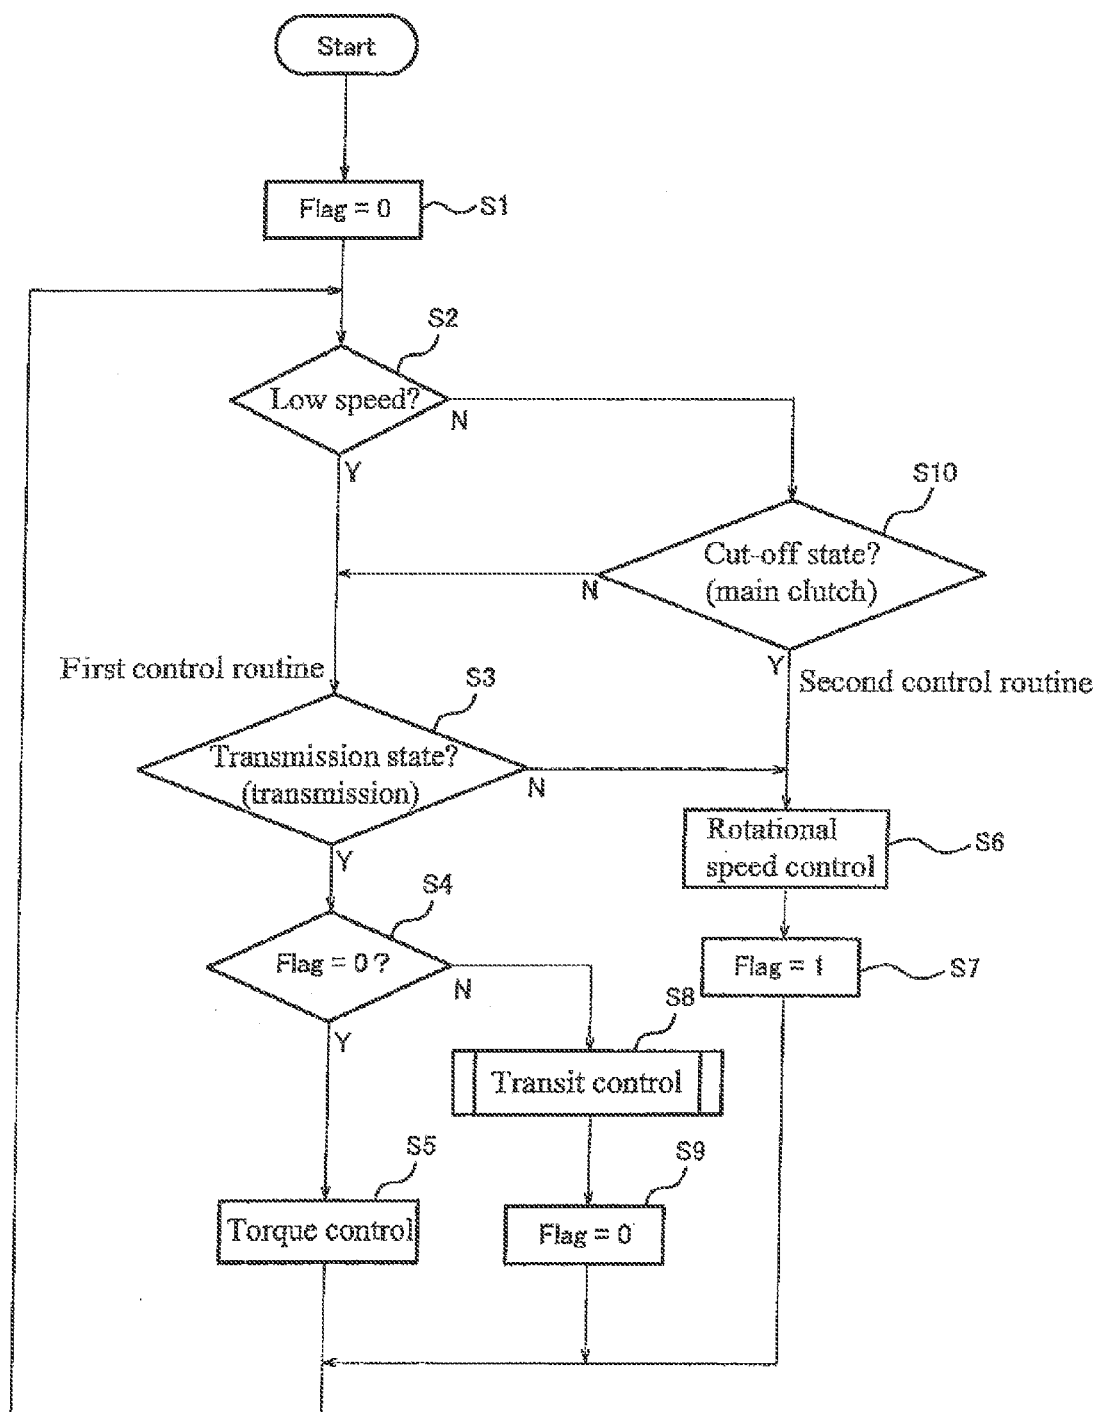 Start
Flag = 0
S1
S2
Low speed?
N
Y
S10
Cut-off state?
(main clutch)
N
Y
First control routine
Second control routine
S3
Transmission state?
(transmission)
N
Y
Rotational
speed control
S6
S4
Flag = 0 ?
N
Y
Flag = 1
S7
S8
Transit control
S5
Torque control
S9
Flag = 0